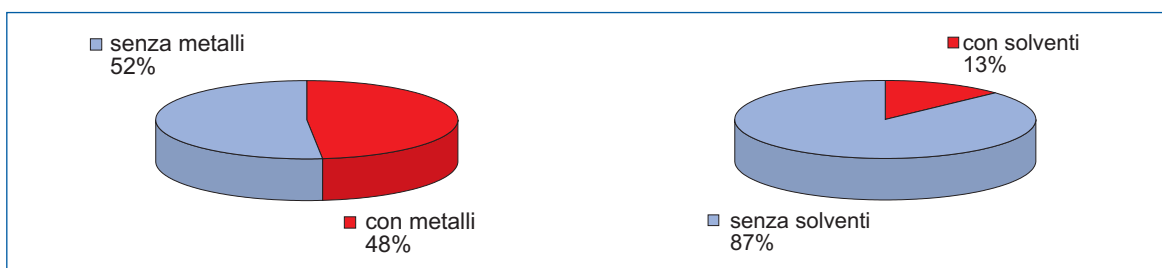 senza metalli
52%
con metalli
48%
con solventi
13%
senza solventi
87%